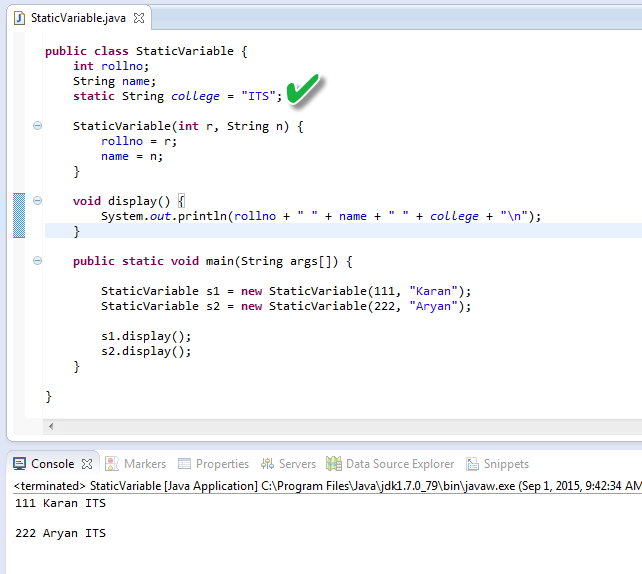 StaticVariable.java
public class StaticVariable {
int rollno;
String name;
static String college = "ITS";
StaticVariable(int r, String n) {
rollno = r;
name = n;
}
void display() {
System.out.println(rollno + " " + name + " " + college + "\n");
}
public static void main(String args[]) {
StaticVariable s1 = new StaticVariable(111, "Karan");
StaticVariable s2 = new StaticVariable(222, "Aryan");
s1.display();
s2.display();
}
}
Console Markers Properties Servers Data Source Explorer Snippets
<terminated> StaticVariable [Java Application] C:\Program Files\Java\jdk1.7.0_79\bin\javaw.exe (Sep 1, 2015, 9:42:34 AM
111 Karan ITS
222 Aryan ITS